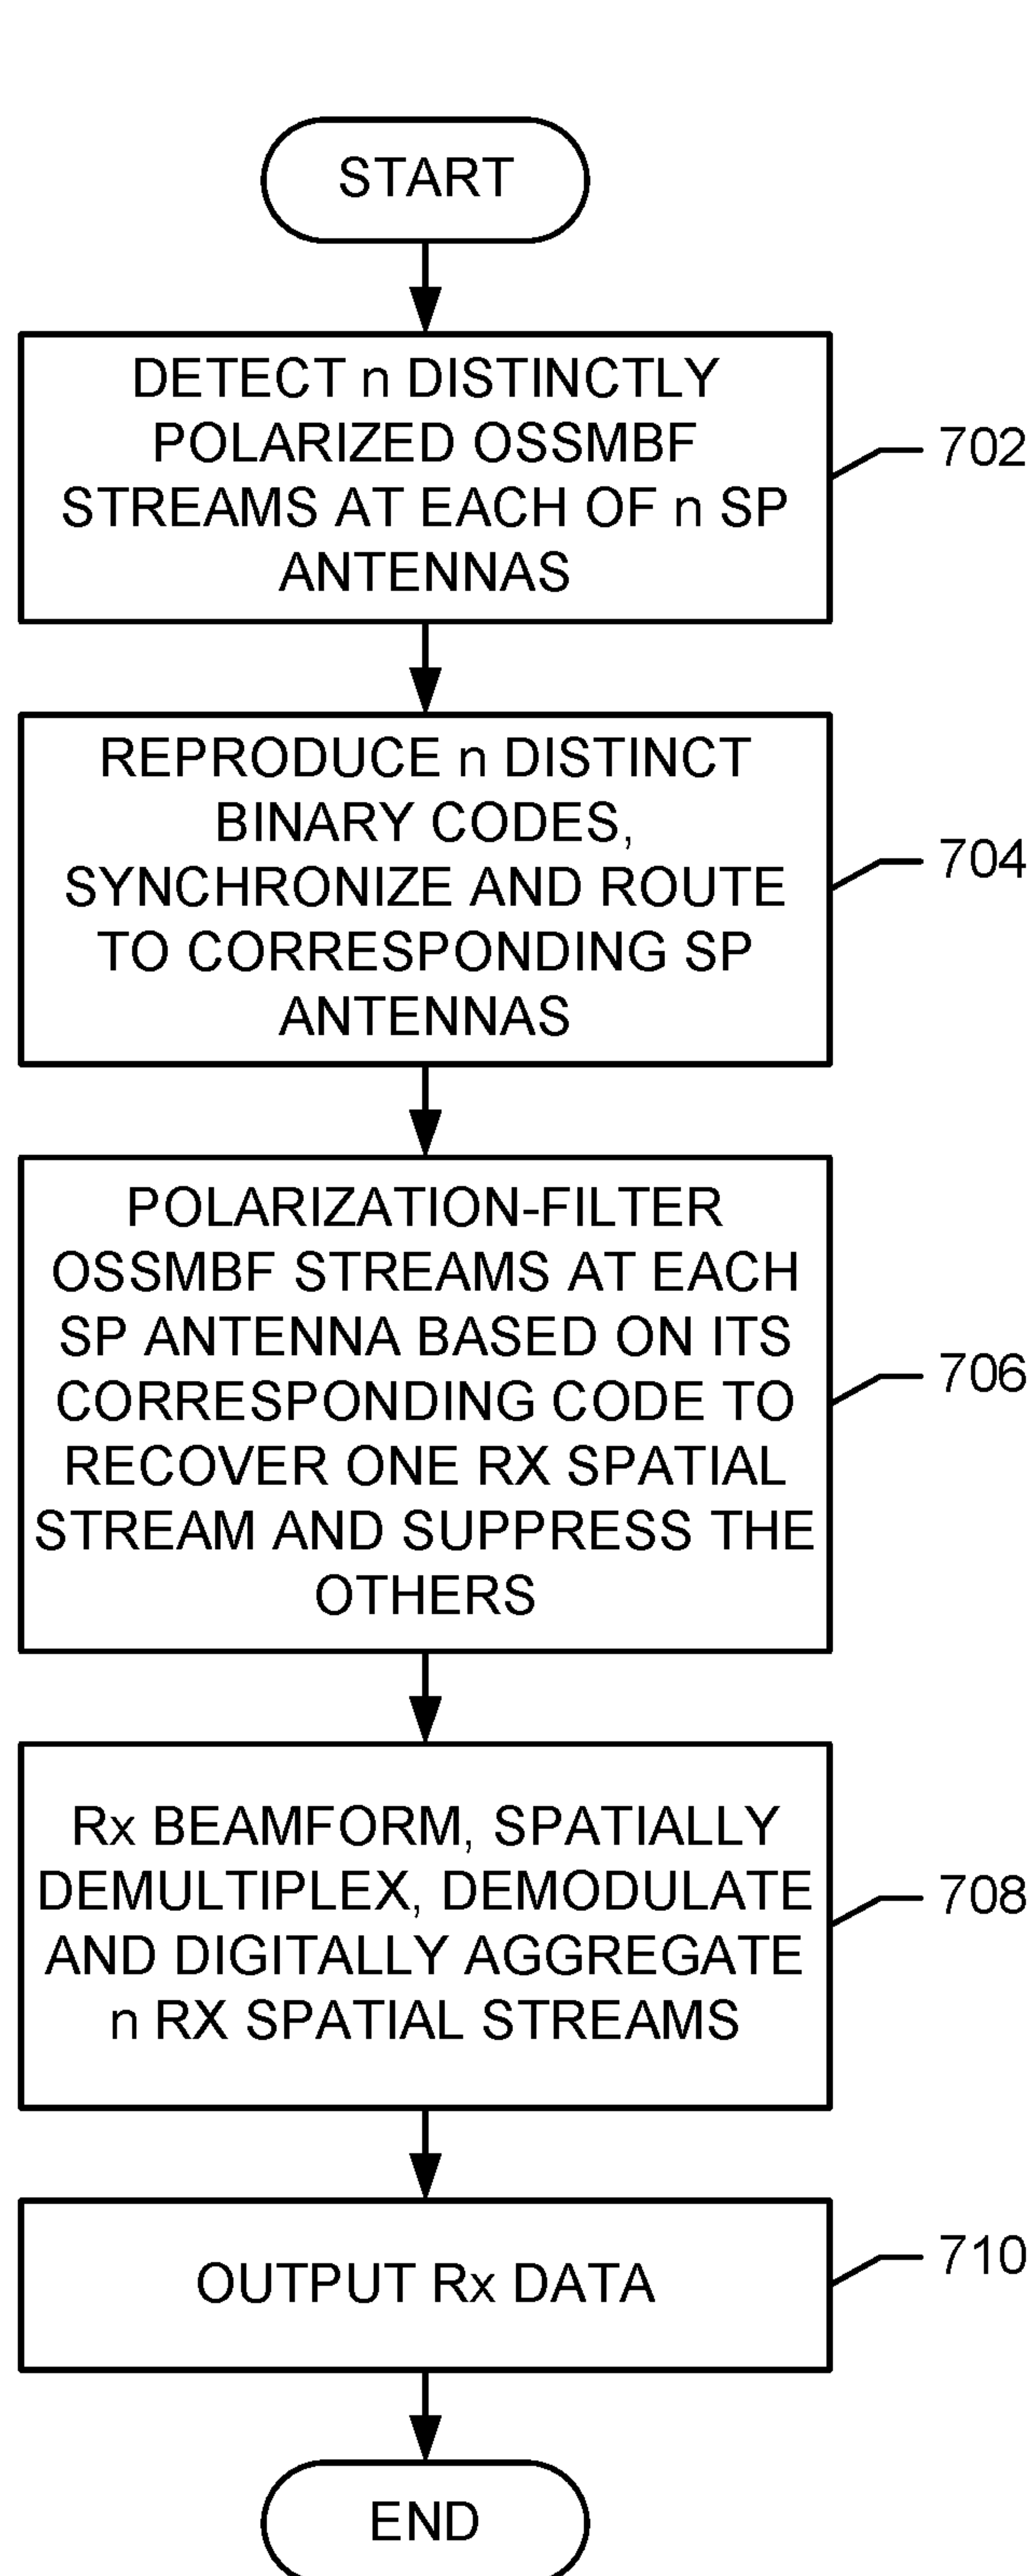 START
DETECT n DISTINCTLY
POLARIZED OSSMBF
STREAMS AT EACH OF n SP
ANTENNAS
702
REPRODUCE n DISTINCT
BINARY CODES,
SYNCHRONIZE AND ROUTE
TO CORRESPONDING SP
ANTENNAS
704
POLARIZATION-FILTER
OSSMBF STREAMS AT EACH
SP ANTENNA BASED ON ITS
CORRESPONDING CODE TO
RECOVER ONE RX SPATIAL
STREAM AND SUPPRESS THE
OTHERS
706
Rx BEAMFORM, SPATIALLY
DEMULTIPLEX, DEMODULATE
AND DIGITALLY AGGREGATE
n RX SPATIAL STREAMS
708
OUTPUT Rx DATA
710
END